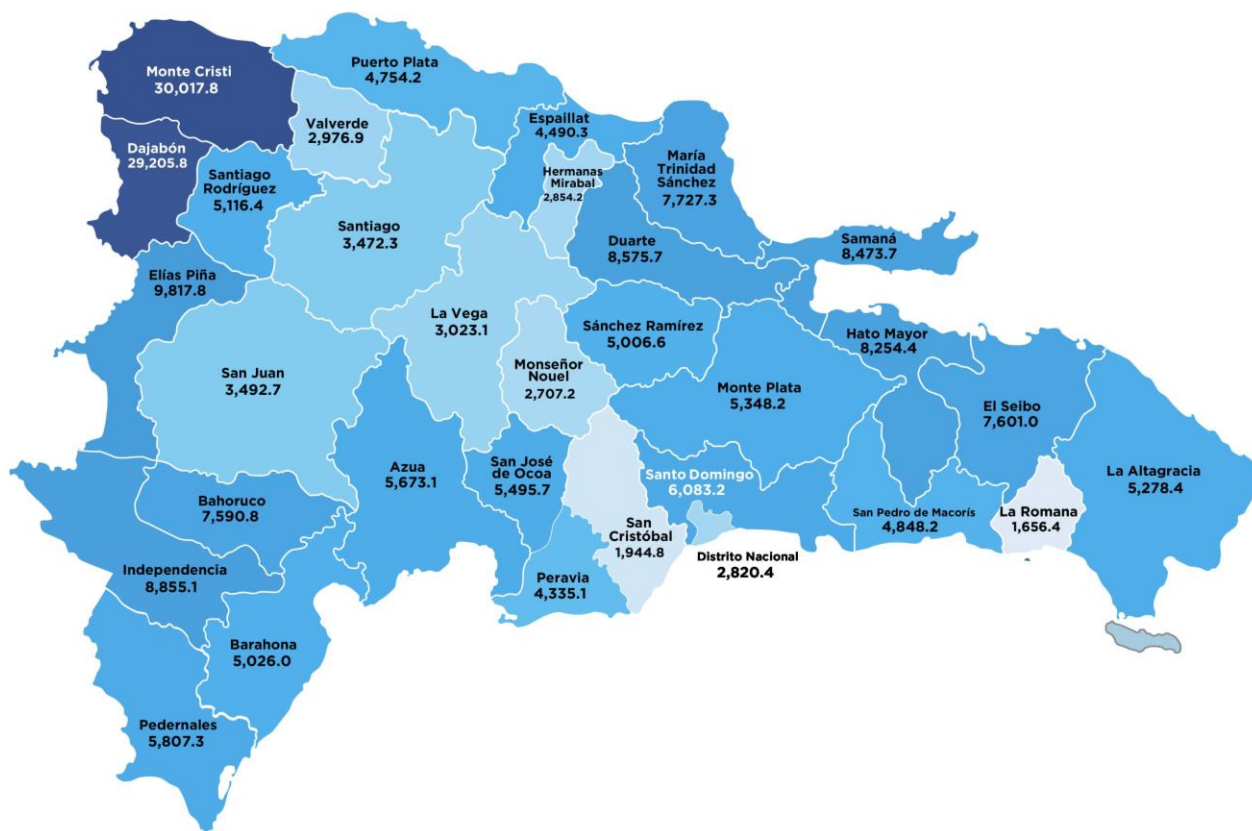 Monte Cristi
30,017.8
Puerto Plata
4,754.2
Valverde
2,976.9
Espaillat
4,490.3
Dajabón
29,205.8
Santiago
Rodríguez
5,116.4
Hermanas
Mirabal
2,854.2
María
Trinidad
Sánchez
7,727.3
Santiago
3,472.3
Duarte
8,575.7
Samaná
8,473.7
Elías Piña
9,817.8
La Vega
3,023.1
Sánchez Ramírez
5,006.6
Hato Mayor
8,254.4
San Juan
3,492.7
Monseñor
Nouel
2,707.2
Monte Plata
5,348.2
El Seibo
7,601.0
Azua
5,673.1
San José
de Ocoa
5,495.7
Santo Domingo
6,083.2
La Altagracia
5,278.4
Bahoruco
7,590.8
San
Cristóbal
1,944.8
San Pedro de Macorís
4,848.2
La Romana
1,656.4
Distrito Nacional
2,820.4
Independencia
8,855.1
Peravia
4,335.1
Barahona
5,026.0
Pedernales
5,807.3